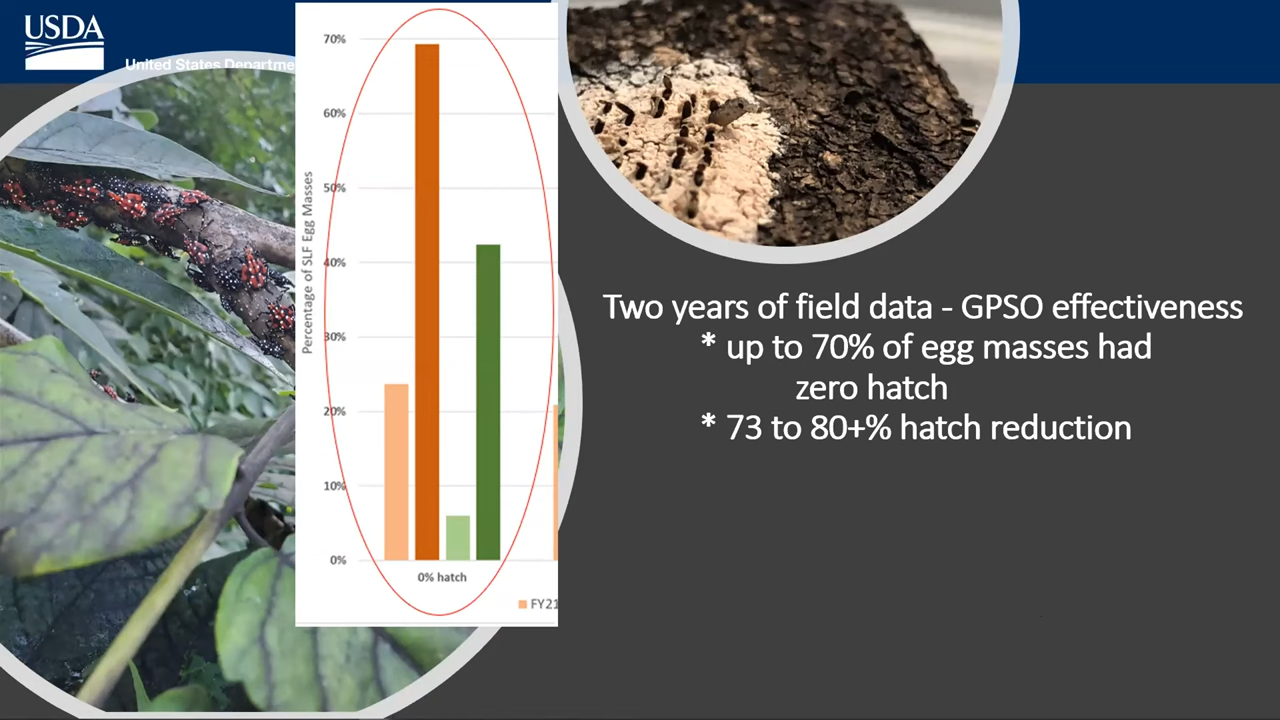 USDA
United States Departme
70%
60%
50%
40%
30%
20%
10%
0%
Percentage of SLF Egg Masses
0% hatch
FY21
Two years of field data - GPSO effectiveness
* up to 70% of egg masses had
zero hatch
* 73 to 80+% hatch reduction